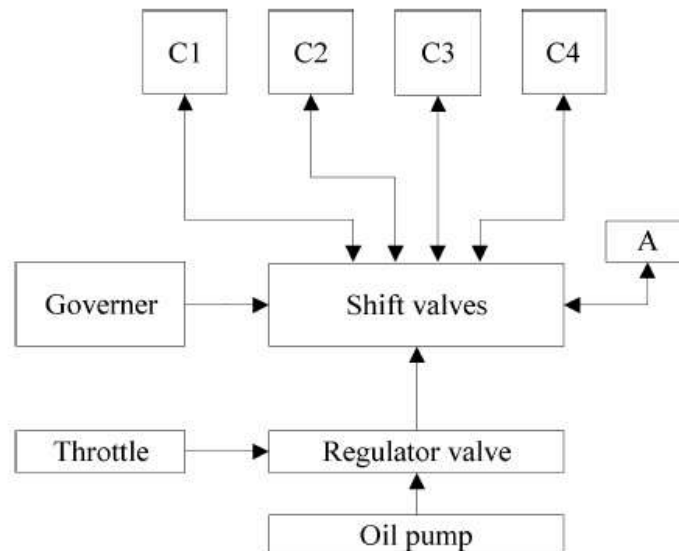 C1
C2
C3
C4
A
Governer
Shift valves
Throttle
Regulator valve
Oil pump